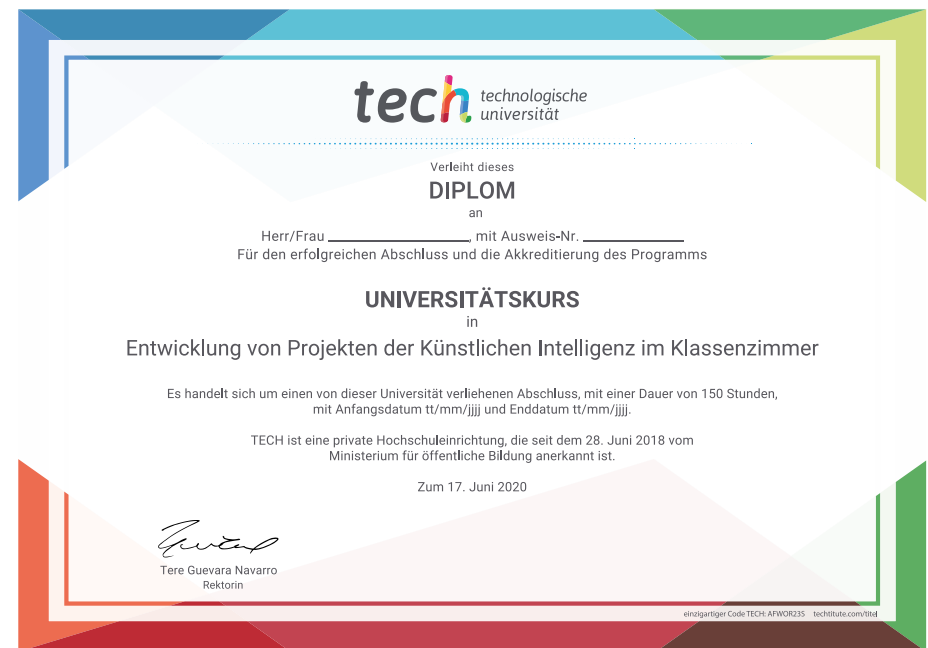 tech technologische
universität
Verleiht dieses
DIPLOM
an
Herr/Frau ____________________, mit Ausweis-Nr. ______________
Für den erfolgreichen Abschluss und die Akkreditierung des Programms
UNIVERSITÄTSKURS
in
Entwicklung von Projekten der Künstlichen Intelligenz im Klassenzimmer
Es handelt sich um einen von dieser Universität verliehenen Abschluss, mit einer Dauer von 150 Stunden,
mit Anfangsdatum tt/mm/jjjj und Enddatum tt/mm/jjjj.
TECH ist eine private Hochschuleinrichtung, die seit dem 28. Juni 2018 vom
Ministerium für öffentliche Bildung anerkannt ist.
Zum 17. Juni 2020
Tere Guevara Navarro
Rektorin
einzigartiger Code TECH: AFWOR23S techtitute.com/titel